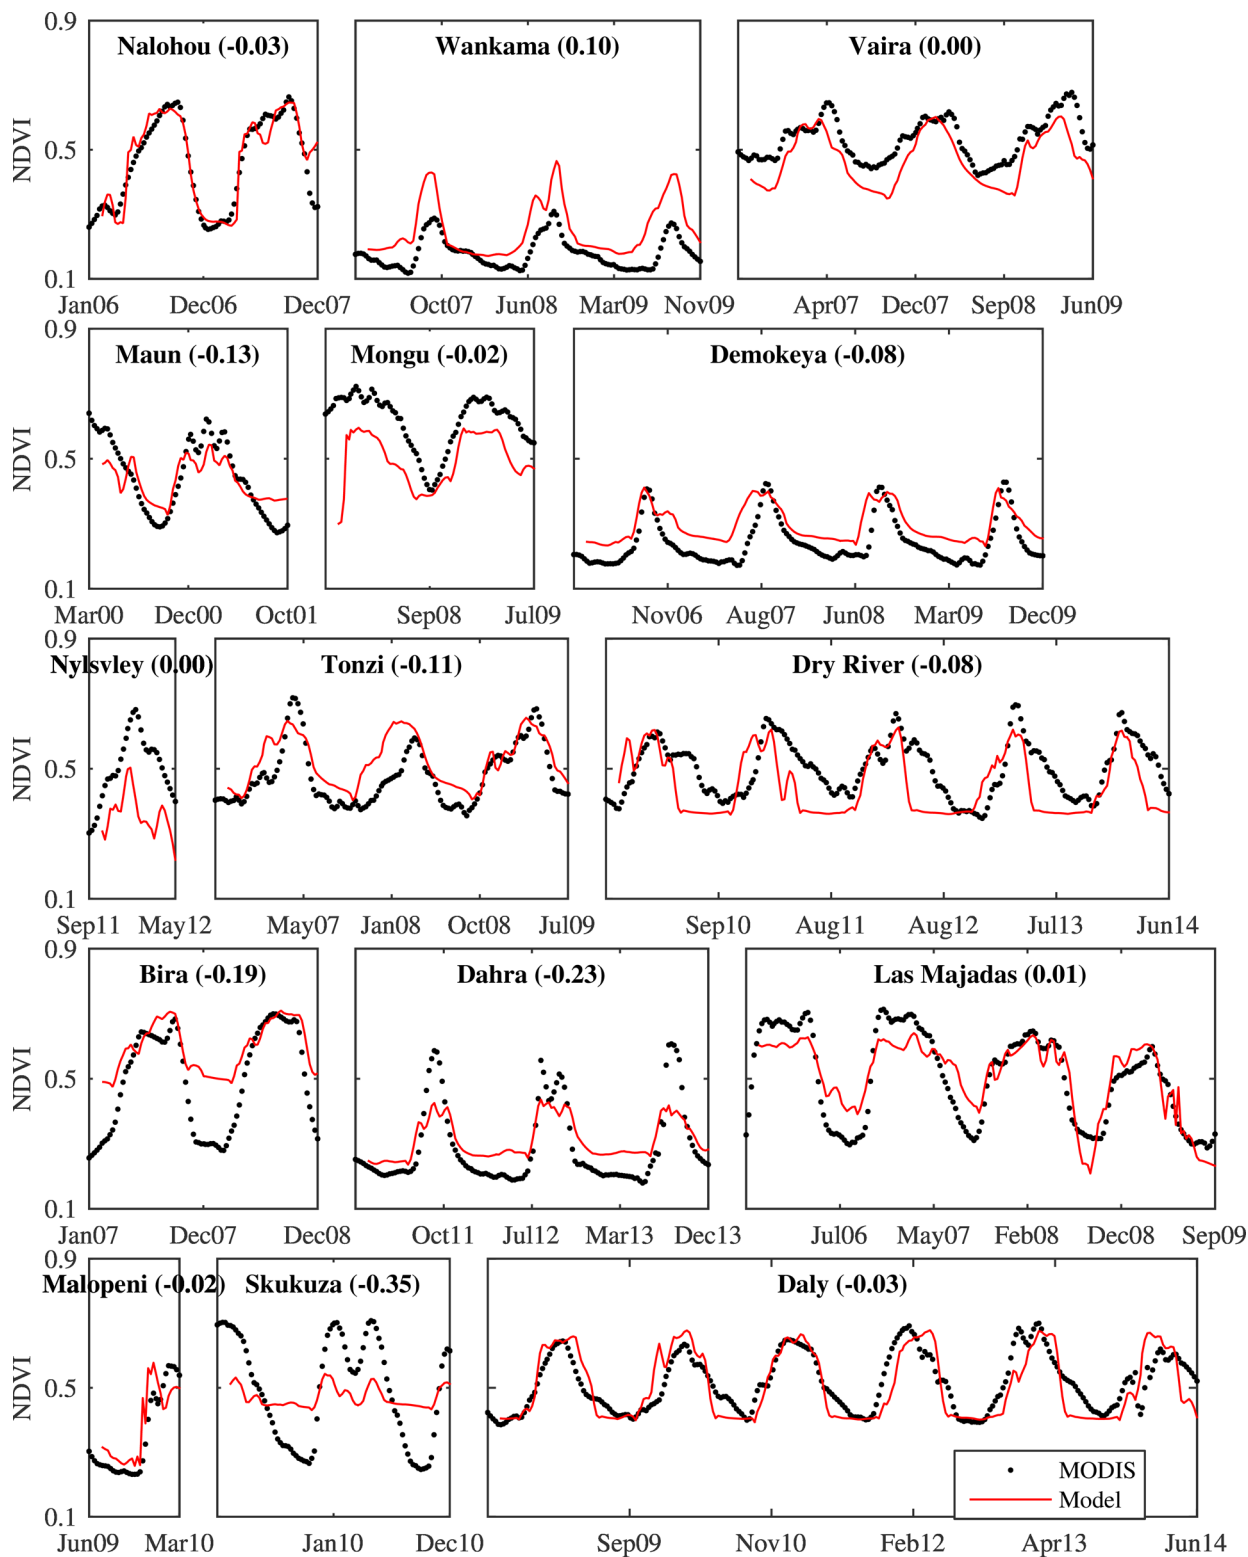 0.9
Nalohou (-0.03)
Wankama (0.10)
Vaira (0.00)
NDVI
0.5
0.1
Jan06 Dec06 Dec07
Oct07 Jun08 Mar09 Nov09
Apr07 Dec07 Sep08 Jun09
0.9
Maun (-0.13)
Mongu (-0.02)
Demokeya (-0.08)
NDVI
0.5
0.1
Mar00 Dec00 Oct01
Sep08 Jul09
Nov06 Aug07 Jun08 Mar09 Dec09
0.9
Nylsvley (0.00)
Tonzi (-0.11)
Dry River (-0.08)
NDVI
0.5
0.1
Sep11 May12
May07 Jan08 Oct08 Jul09
Sep10 Aug11 Aug12 Jul13 Jun14
0.9
Bira (-0.19)
Dahra (-0.23)
Las Majadas (0.01)
NDVI
0.5
0.1
Jan07 Dec07 Dec08
Oct11 Jul12 Mar13 Dec13
Jul06 May07 Feb08 Dec08 Sep09
0.9
Malopeni (-0.02)
Skukuza (-0.35)
Daly (-0.03)
NDVI
0.5
0.1
MODIS
Model
Jun09 Mar10
Jan10 Dec10
Sep09 Nov10 Feb12 Apr13 Jun14